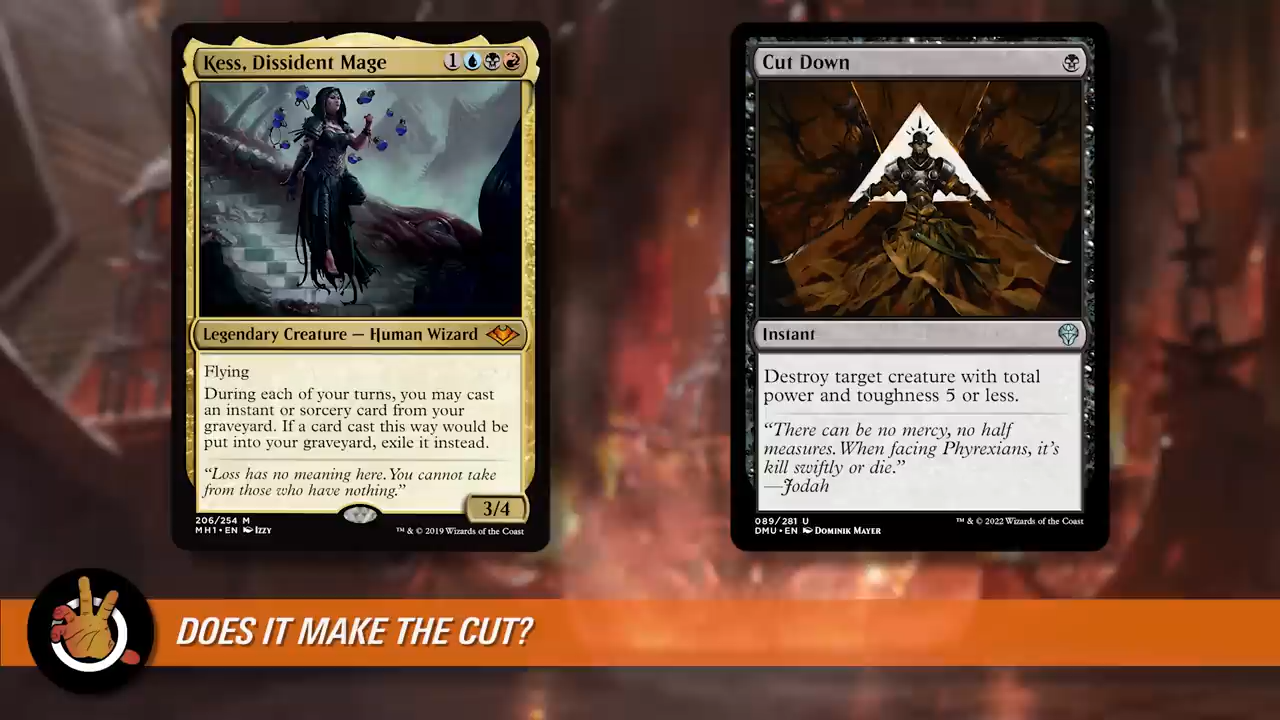 Kess, Dissident Mage 1
Legendary Creature — Human Wizard
Flying
During each of your turns, you may cast
an instant or sorcery card from your
graveyard. If a card cast this way would be
put into your graveyard, exile it instead.
“Loss has no meaning here. You cannot take
from those who have nothing.”
3/4
206/254 M
MH1 • EN Izzy
™ & © 2019 Wizards of the Coast
Cut Down
Instant
Destroy target creature with total
power and toughness 5 or less.
“There can be no mercy, no half
measures. When facing Phyrexians, it’s
kill swiftly or die.”
—Jodah
089/281 U
DMU • EN Dominik Mayer
™ & © 2022 Wizards of the Coast
DOES IT MAKE THE CUT?